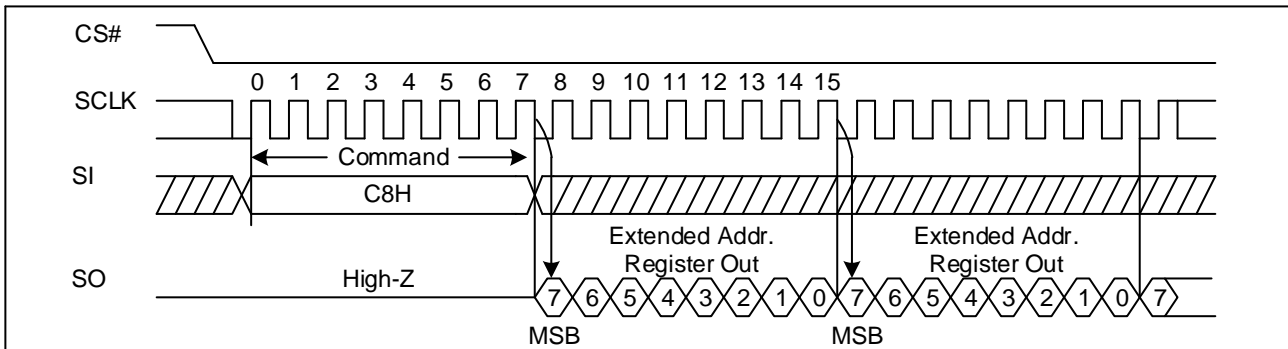 CS#
0 1 2 3 4 5 6 7 8 9 10 11 12 13 14 15
SCLK
Command
SI
C8H
Extended Addr. Extended Addr.
Register Out Register Out
SO
High-Z
7 6 5 4 3 2 1 0 7 6 5 4 3 2 1 0 7
MSB MSB